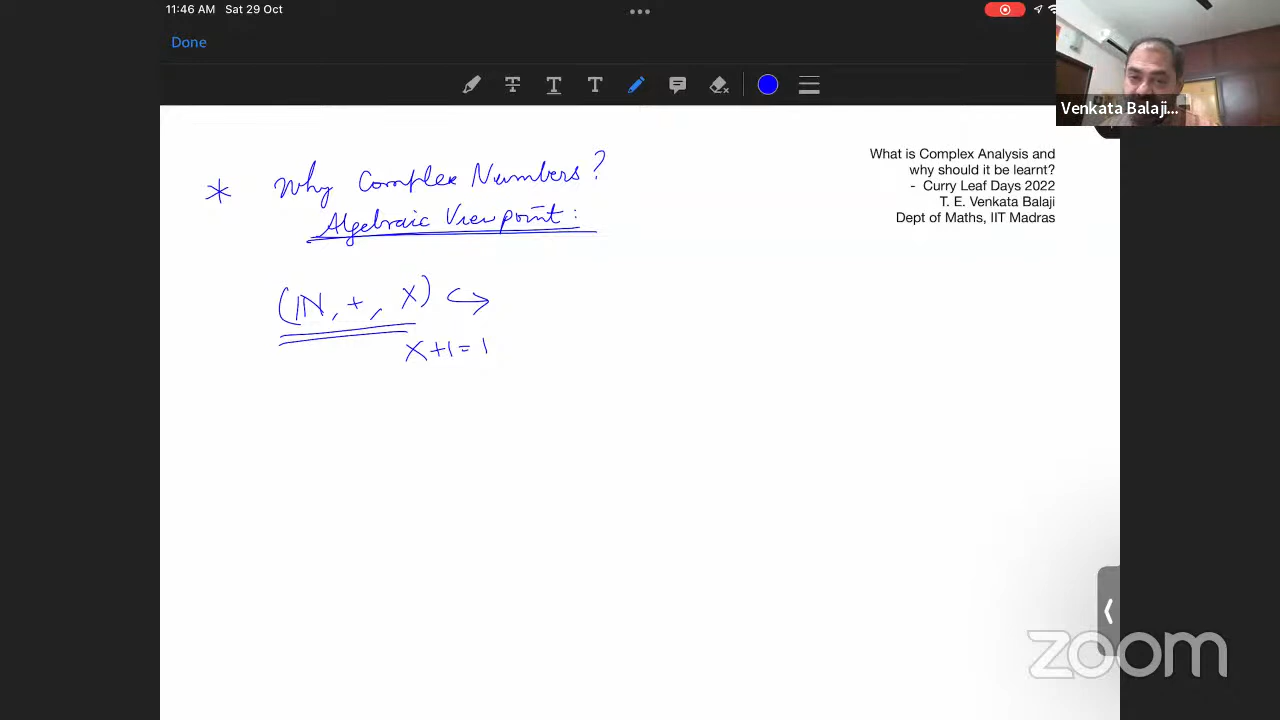 11:46 AM Sat 29 Oct
Done
Venkata Balaji...
What is Complex Analysis and
why should it be learnt?
- Curry Leaf Days 2022
T. E. Venkata Balaji
Dept of Maths, IIT Madras
* Why Complex Numbers?
Algebraic Viewpoint:
(ℕ, +, ×) ↪
x+1=1
zoom